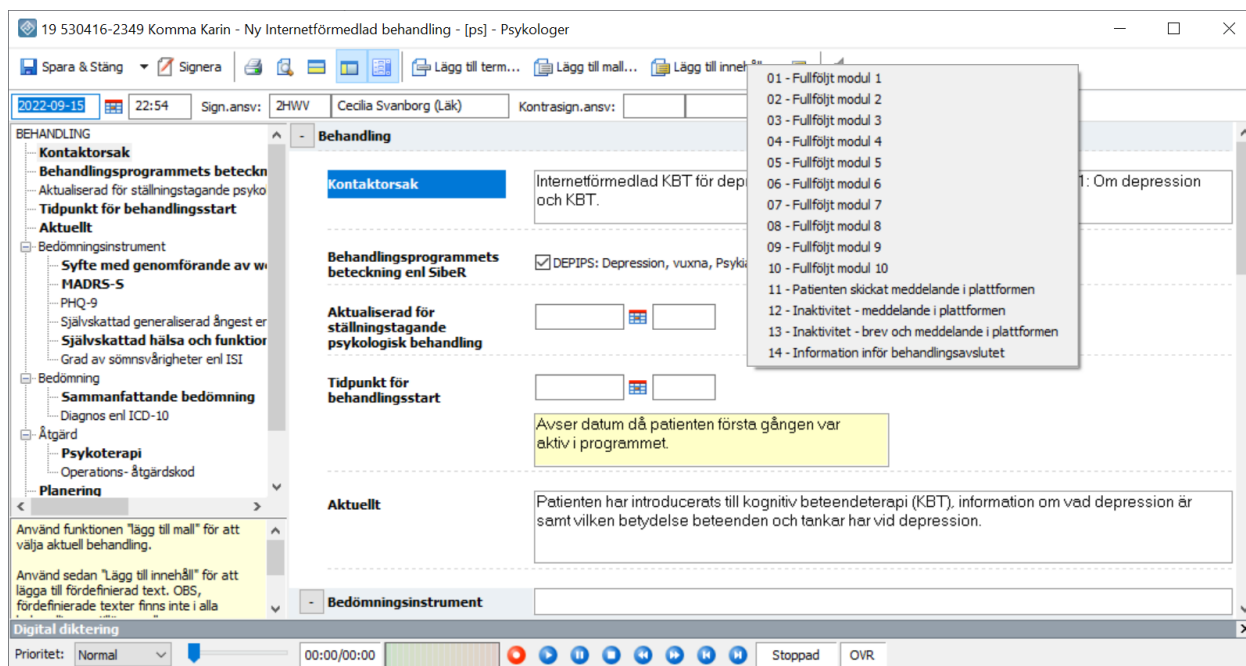 19 530416-2349 Komma Karin - Ny Internetförmedlad behandling - [ps] - Psykologer
Spara & Stäng Signera Lägg till term... Lägg till mall... Lägg till inneh
2022-09-15 22:54 Sign.ansv: 2HWV Cecilia Svanborg (Läk) Kontrasign.ansv:
01 - Fullföljt modul 1
02 - Fullföljt modul 2
03 - Fullföljt modul 3
04 - Fullföljt modul 4
05 - Fullföljt modul 5
06 - Fullföljt modul 6
07 - Fullföljt modul 7
08 - Fullföljt modul 8
09 - Fullföljt modul 9
10 - Fullföljt modul 10
11 - Patienten skickat meddelande i plattformen
12 - Inaktivitet - meddelande i plattformen
13 - Inaktivitet - brev och meddelande i plattformen
14 - Information inför behandlingsavslutet
BEHANDLING
Kontaktorsak
Behandlingsprogrammets beteckn
Aktualiserad för ställningstagande psyko
Tidpunkt för behandlingsstart
Aktuellt
Bedömningsinstrument
Syfte med genomförande av w
MADRS-S
PHQ-9
Självskattad generaliserad ångest er
Självskattad hälsa och funktior
Grad av sömnsvårigheter enl ISI
Bedömning
Sammanfattande bedömning
Diagnos enl ICD-10
Åtgärd
Psykoterapi
Operations- åtgärdskod
Planering
Använd funktionen "lägg till mall" för att
välja aktuell behandling.
Använd sedan "Lägg till innehåll" för att
lägga till fördefinierad text. OBS,
fördefinierade texter finns inte i alla
- Behandling
Kontaktorsak
Internetförmedlad KBT för dep 1: Om depression
och KBT.
Behandlingsprogrammets
beteckning enl SibeR
DEPIPS: Depression, vuxna, Psykia
Aktualiserad för
ställningstagande
psykologisk behandling
Tidpunkt för
behandlingsstart
Avser datum då patienten första gången var
aktiv i programmet.
Aktuellt
Patienten har introducerats till kognitiv beteendeterapi (KBT), information om vad depression är
samt vilken betydelse beteenden och tankar har vid depression.
- Bedömningsinstrument
Digital diktering
Prioritet: Normal 00:00/00:00 Stoppad OVR